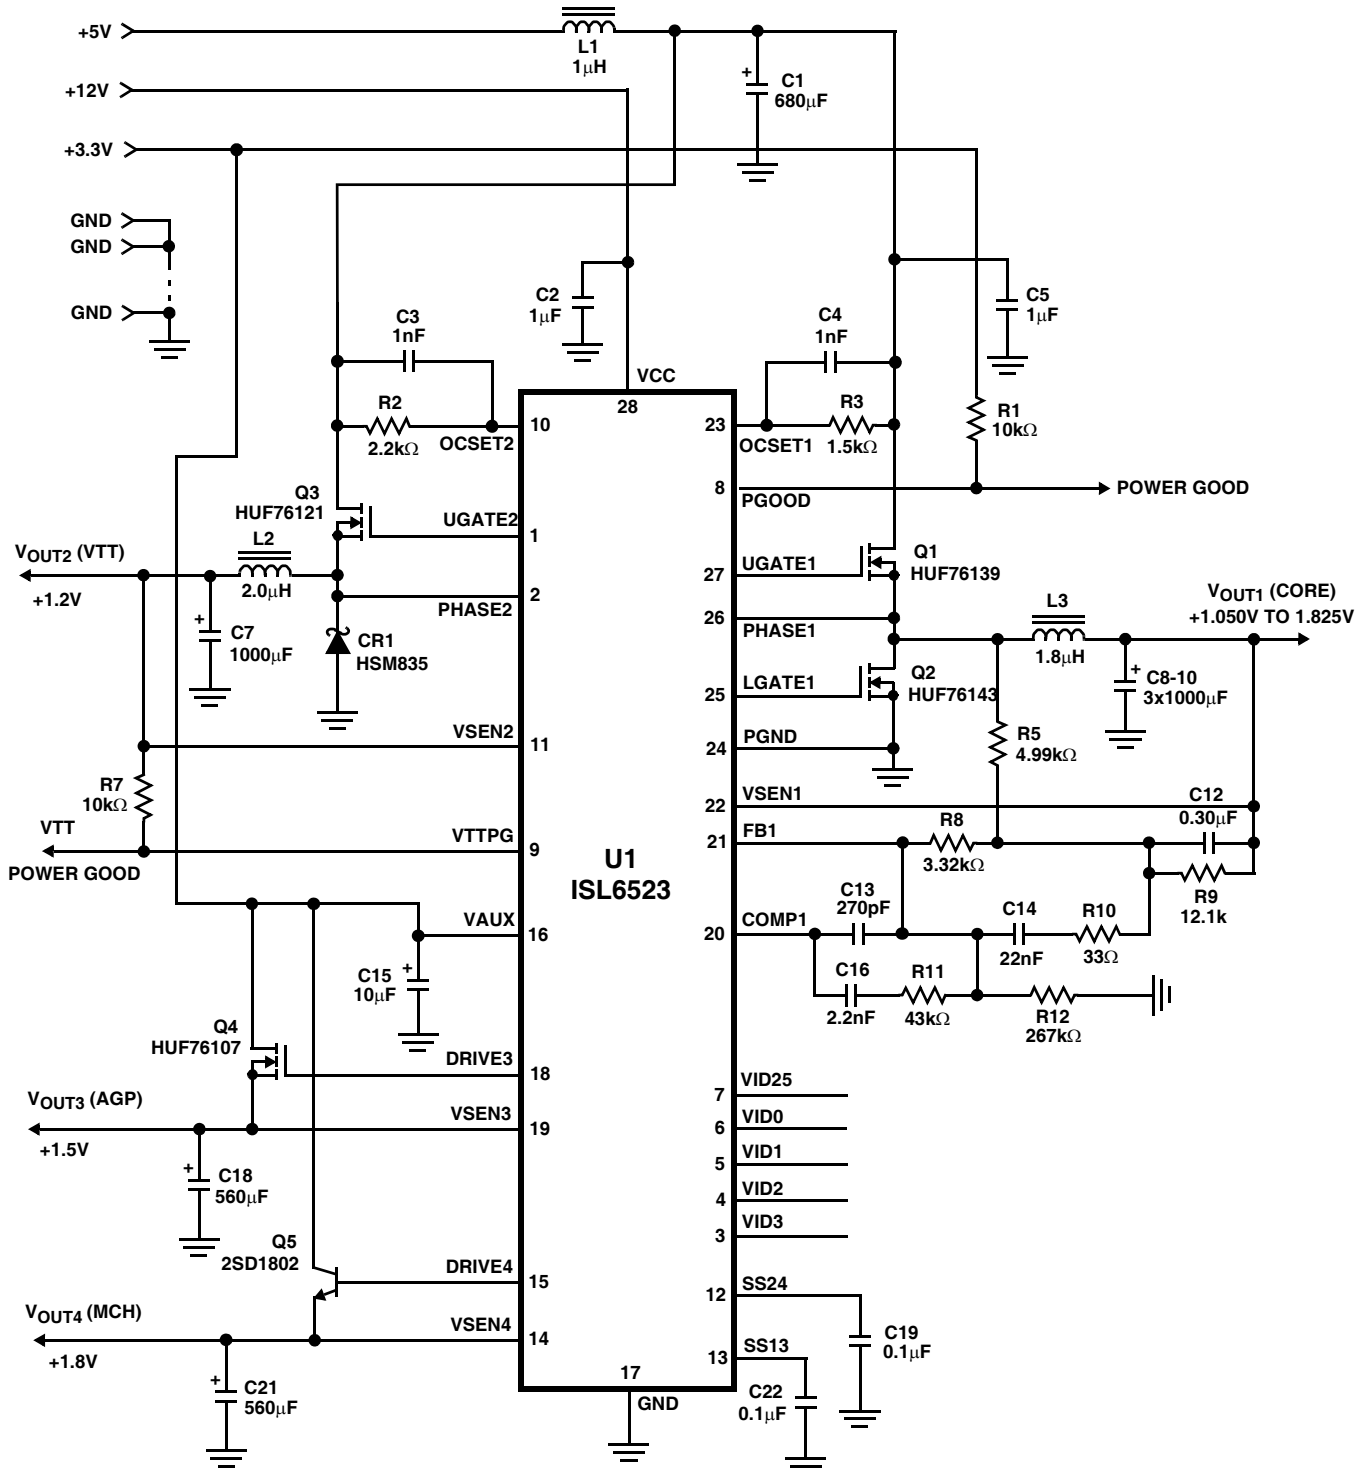 +5V
L1
1μH
C1
680μF
+
+12V
+3.3V
GND
GND
GND
C2
1μF
C5
1μF
C3
1nF
C4
1nF
VCC
28
R2
2.2kΩ
10
OCSET2
23
OCSET1
R3
1.5kΩ
R1
10kΩ
8
PGOOD
POWER GOOD
Q3
HUF76121
UGATE2
1
27
UGATE1
Q1
HUF76139
VOUT2 (VTT)
+1.2V
L2
2.0μH
2
PHASE2
26
PHASE1
VOUT1 (CORE)
+1.050V TO 1.825V
L3
1.8μH
+
C7
1000μF
CR1
HSM835
25
LGATE1
Q2
HUF76143
+
C8-10
3x1000μF
VSEN2
11
24
PGND
R5
4.99kΩ
R7
10kΩ
22
VSEN1
C12
0.30μF
VTT
POWER GOOD
VTTPG
9
21
FB1
R8
3.32kΩ
R9
12.1k
U1
ISL6523
VAUX
16
20
COMP1
C13
270pF
C14
22nF
R10
33Ω
+
C15
10μF
C16
2.2nF
R11
43kΩ
R12
267kΩ
Q4
HUF76107
DRIVE3
18
VOUT3 (AGP)
+1.5V
VSEN3
19
7
VID25
6
VID0
5
VID1
4
VID2
3
VID3
+
C18
560μF
Q5
2SD1802
DRIVE4
15
12
SS24
C19
0.1μF
VOUT4 (MCH)
+1.8V
VSEN4
14
13
SS13
C22
0.1μF
+
C21
560μF
17
GND